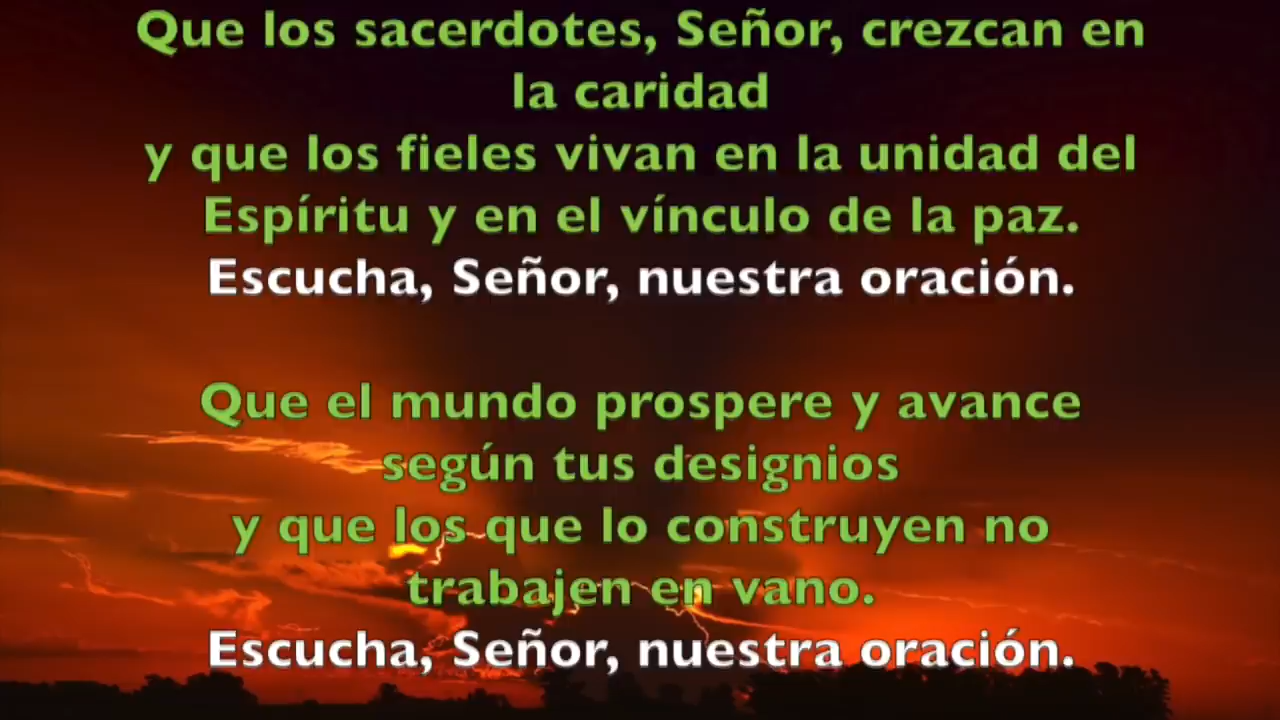 Que los sacerdotes, Señor, crezcan en
la caridad
y que los fieles vivan en la unidad del
Espíritu y en el vínculo de la paz.
Escucha, Señor, nuestra oración.
Que el mundo prospere y avance
según tus designios
y que los que lo construyen no
trabajen en vano.
Escucha, Señor, nuestra oración.